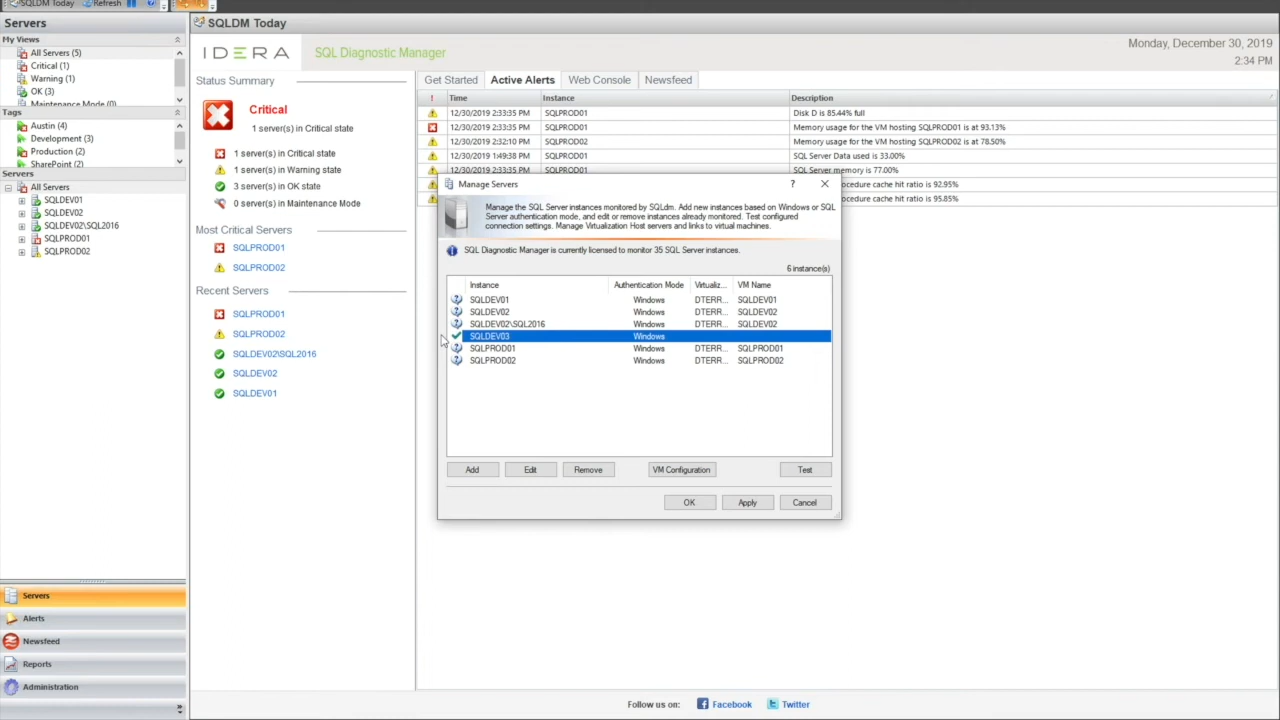 SQLDM Today
Refresh
Servers
My Views
All Servers (5)
Critical (1)
Warning (1)
OK (3)
Maintenance Mode (0)
Tags
Austin (4)
Development (3)
Production (2)
SharePoint (2)
Servers
All Servers
SQLDEV01
SQLDEV02
SQLDEV02\SQL2016
SQLPROD01
SQLPROD02
Servers
Alerts
Newsfeed
Reports
Administration
SQLDM Today
IDERA
SQL Diagnostic Manager
Monday, December 30, 2019
2:34 PM
Status Summary
Critical
1 server(s) in Critical state
1 server(s) in Critical state
1 server(s) in Warning state
3 server(s) in OK state
0 server(s) in Maintenance Mode
Most Critical Servers
SQLPROD01
SQLPROD02
Recent Servers
SQLPROD01
SQLPROD02
SQLDEV02\SQL2016
SQLDEV02
SQLDEV01
Get Started Active Alerts Web Console Newsfeed
! Time Instance Description
12/30/2019 2:33:35 PM SQLPROD01 Disk D is 85.44% full
12/30/2019 2:33:35 PM SQLPROD01 Memory usage for the VM hosting SQLPROD01 is at 93.13%
12/30/2019 2:32:10 PM SQLPROD02 Memory usage for the VM hosting SQLPROD02 is at 78.50%
12/30/2019 1:49:38 PM SQLPROD01 SQL Server Data used is 33.00%
12/30/2019 2:33:35 PM SQLPROD01 SQL Server memory is 77.00%
cache hit ratio is 92.95%
cache hit ratio is 95.85%
Manage Servers
?
Manage the SQL Server instances monitored by SQLdm. Add new instances based on Windows or SQL
Server authentication mode, and edit or remove instances already monitored. Test configured
connection settings. Manage Virtualization Host servers and links to virtual machines.
SQL Diagnostic Manager is currently licensed to monitor 35 SQL Server instances.
6 instance(s)
Instance Authentication Mode Virtualiz... VM Name
SQLDEV01 Windows DTERR... SQLDEV01
SQLDEV02 Windows DTERR... SQLDEV02
SQLDEV02\SQL2016 Windows DTERR... SQLDEV02
SQLDEV03 Windows
SQLPROD01 Windows DTERR... SQLPROD01
SQLPROD02 Windows DTERR... SQLPROD02
Add Edit Remove VM Configuration Test
OK Apply Cancel
Follow us on: Facebook Twitter